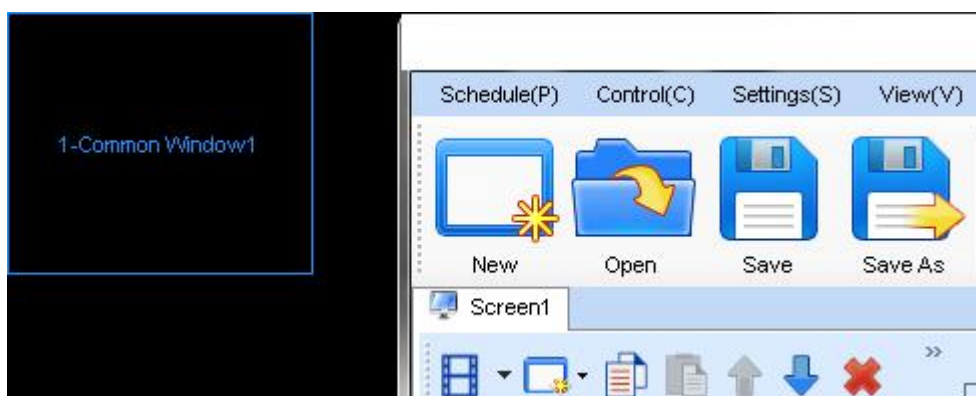 1-Common Window1
Schedule(P) Control(C) Settings(S) View(V)
New Open Save Save As
Screen1